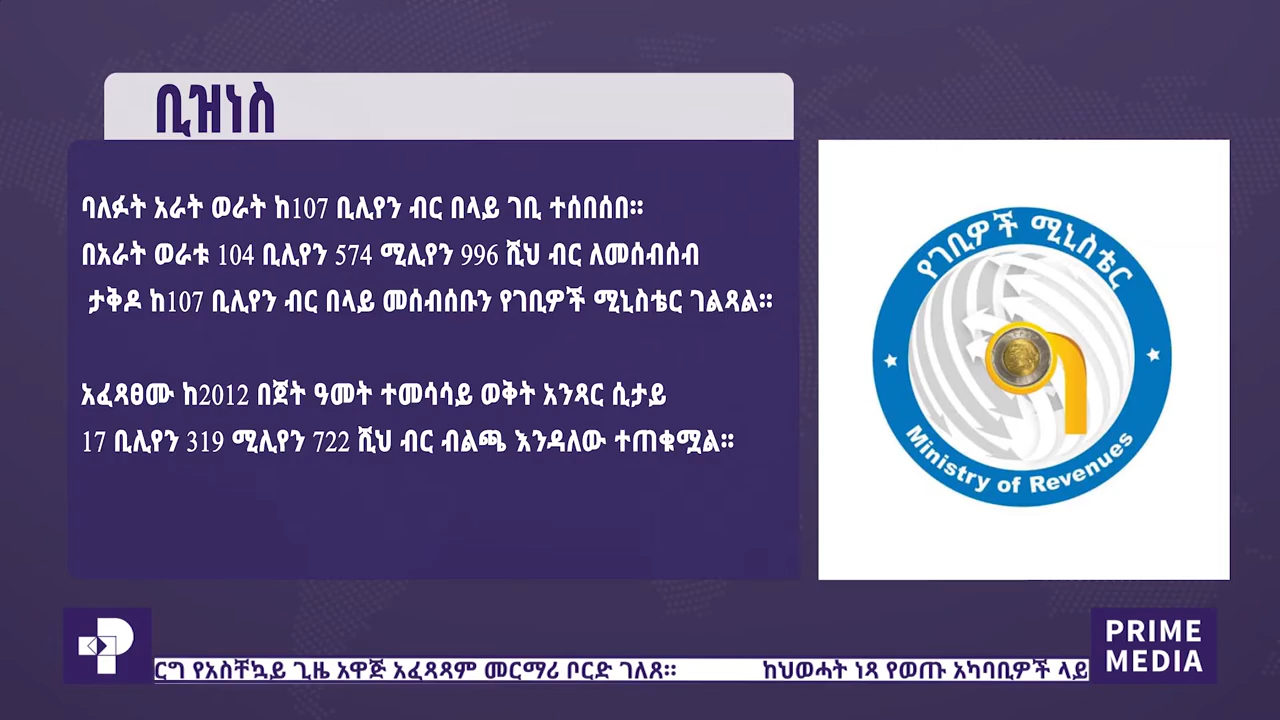 ቢዝነስ
ባለፉት አራት ወራት ከ107 ቢሊየን ብር በላይ ገቢ ተሰበሰበ።
በአራት ወራቱ 104 ቢሊየን 574 ሚሊየን 996 ሺህ ብር ለመሰብሰብ
ታቅዶ ከ107 ቢሊየን ብር በላይ መሰብሰቡን የገቢዎች ሚኒስቴር ገልጻል።
አፈጻፀሙ ከ2012 በጀት ዓመት ተመሳሳይ ወቅት አንጻር ሲታይ
17 ቢሊየን 319 ሚሊየን 722 ሺህ ብር ብልጫ እንዳለው ተጠቁሟል።
የገቢዎች ሚኒስቴር
Ministry of Revenues
ርግ የአስቸኳይ ጊዜ አዋጅ አፈጻጻም መርማሪ ቦርድ ገለጸ። ከህወሓት ነጻ የወጡ አካባቢዎች ላይ
PRIME
MEDIA